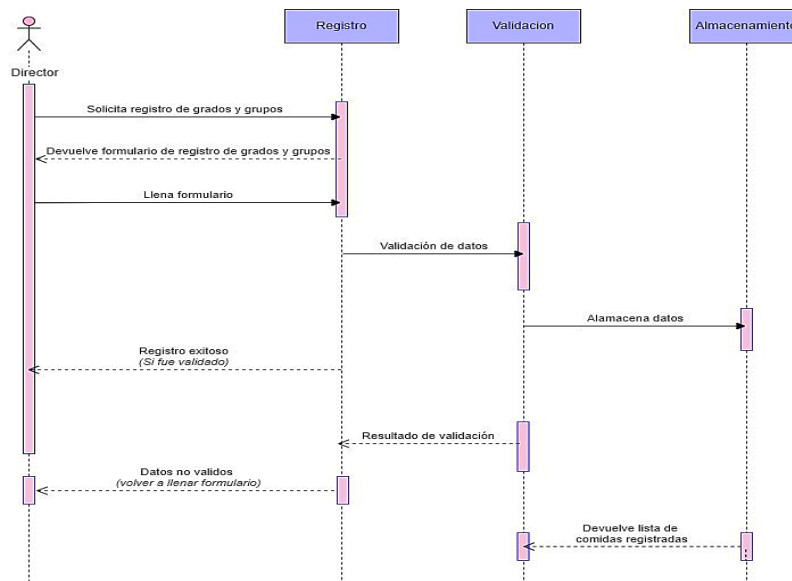 Registro
Validacion
Almacenamiento
Director
Solicita registro de grados y grupos
Devuelve formulario de registro de grados y grupos
Llena formulario
Validación de datos
Alamacena datos
Registro exitoso
(Si fue validado)
Resultado de validación
Datos no validos
(volver a llenar formulario)
Devuelve lista de
comidas registradas